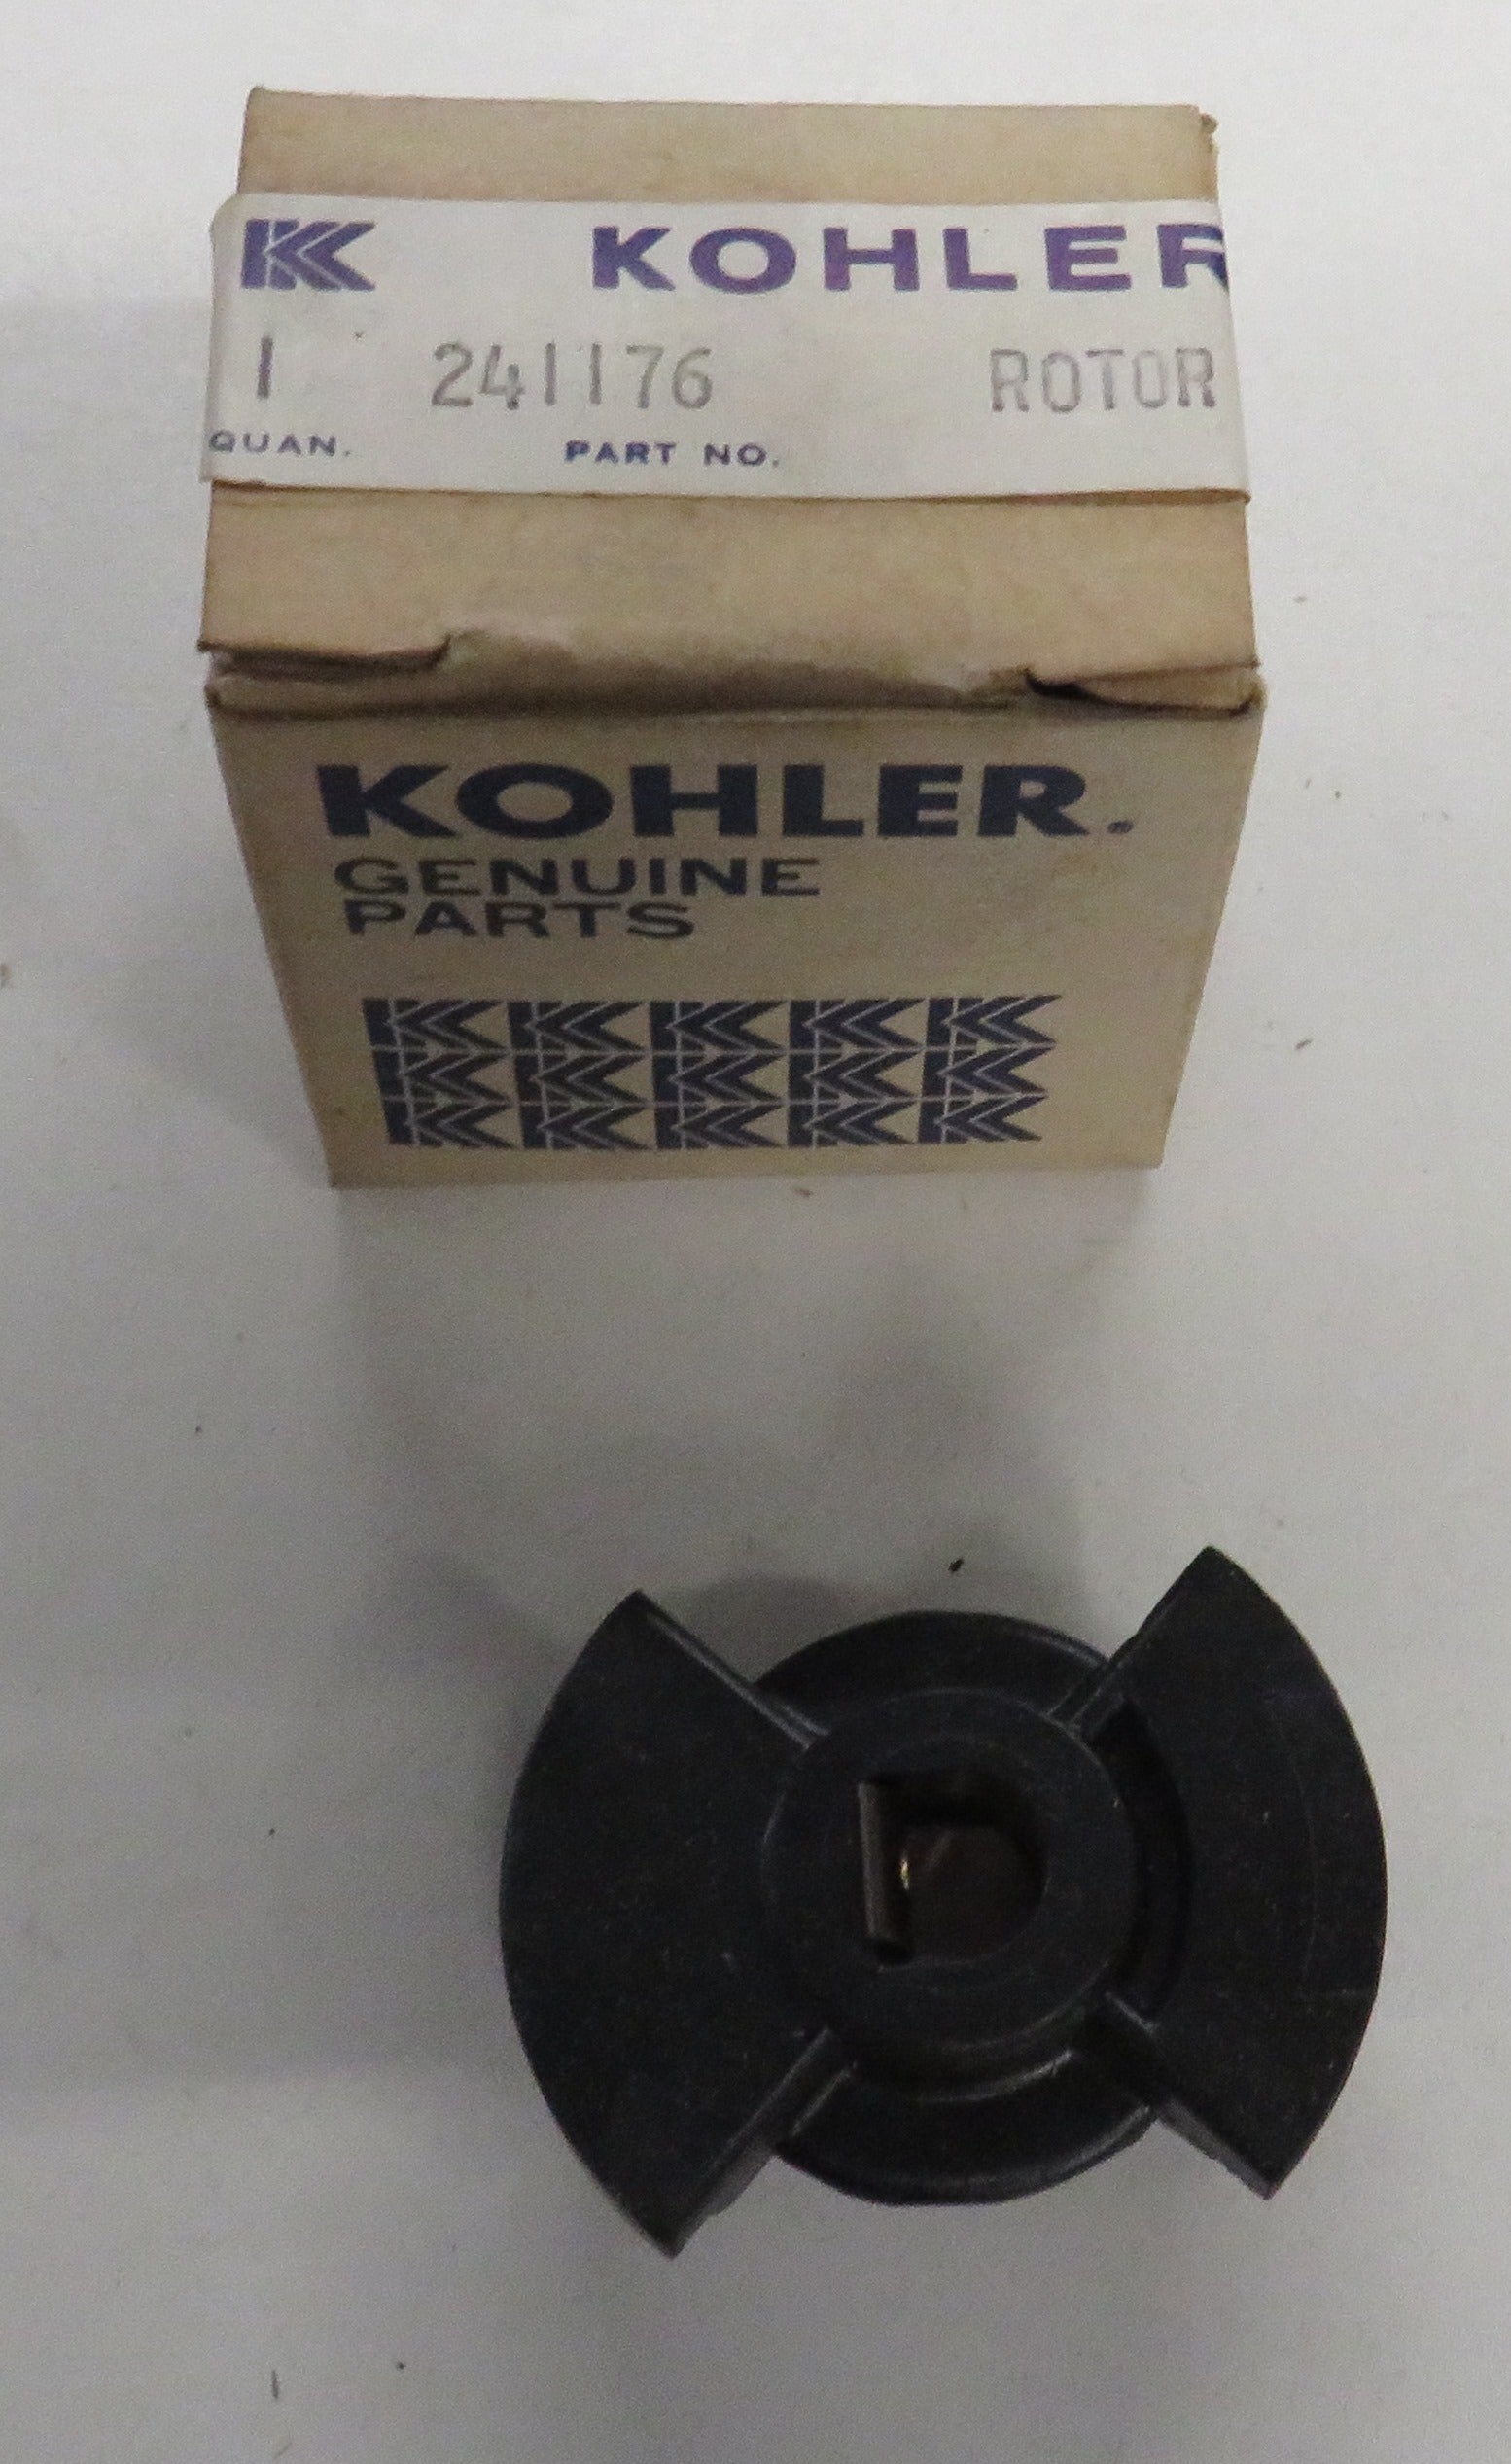 K KOHLER
1 241176 ROTOR
QUAN. PART NO.
KOHLER®
GENUINE
PARTS
K K K K K
K K K K K
K K K K K